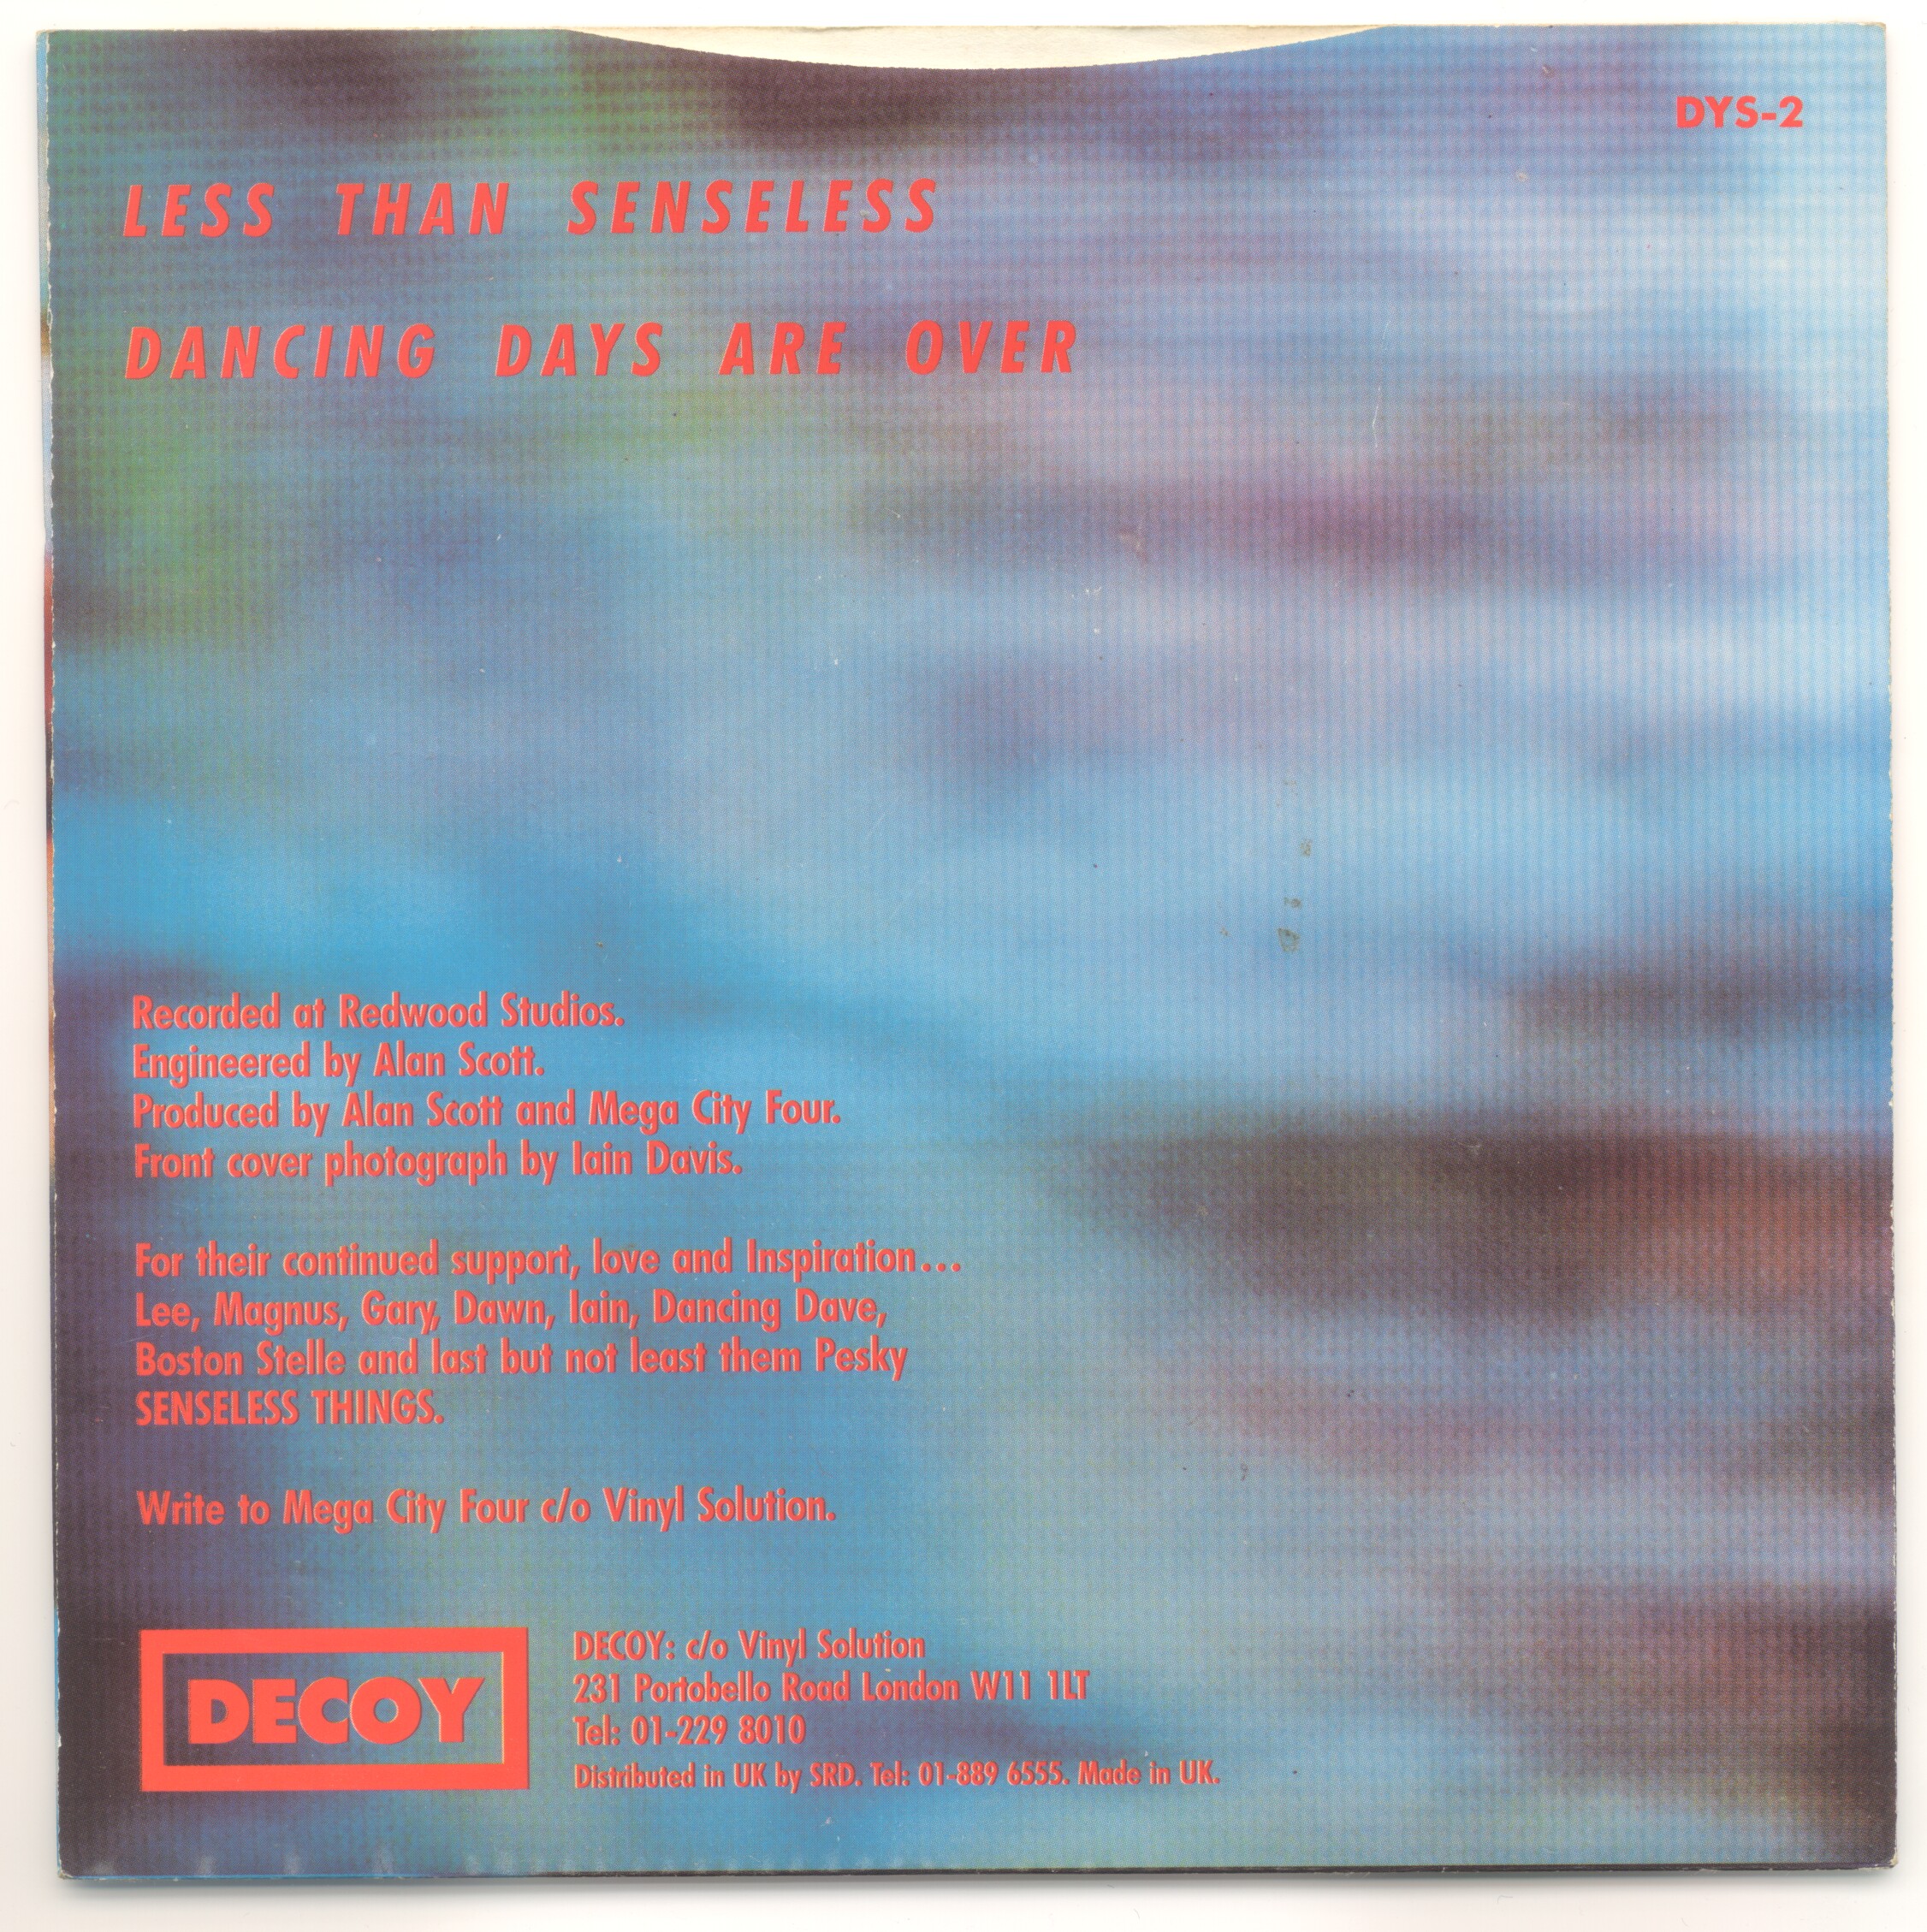 DYS-2
LESS THAN SENSELESS
DANCING DAYS ARE OVER
Recorded at Redwood Studios.
Engineered by Alan Scott.
Produced by Alan Scott and Mega City Four.
Front cover photograph by Iain Davis.
For their continued support, love and Inspiration...
Lee, Magnus, Gary, Dawn, Iain, Dancing Dave,
Boston Stelle and last but not least them Pesky
SENSELESS THINGS.
Write to Mega City Four c/o Vinyl Solution.
DECOY
DECOY: c/o Vinyl Solution
231 Portobello Road London W11 1LT
Tel: 01-229 8010
Distributed in UK by SRD. Tel: 01-889 6555. Made in UK.